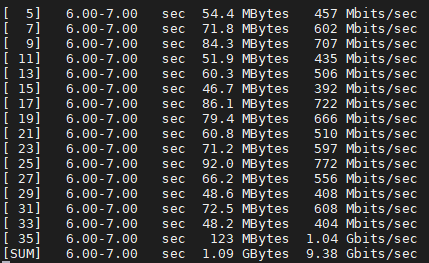 [  5]   6.00-7.00   sec  54.4 MBytes   457 Mbits/sec
[  7]   6.00-7.00   sec  71.8 MBytes   602 Mbits/sec
[  9]   6.00-7.00   sec  84.3 MBytes   707 Mbits/sec
[ 11]   6.00-7.00   sec  51.9 MBytes   435 Mbits/sec
[ 13]   6.00-7.00   sec  60.3 MBytes   506 Mbits/sec
[ 15]   6.00-7.00   sec  46.7 MBytes   392 Mbits/sec
[ 17]   6.00-7.00   sec  86.1 MBytes   722 Mbits/sec
[ 19]   6.00-7.00   sec  79.4 MBytes   666 Mbits/sec
[ 21]   6.00-7.00   sec  60.8 MBytes   510 Mbits/sec
[ 23]   6.00-7.00   sec  71.2 MBytes   597 Mbits/sec
[ 25]   6.00-7.00   sec  92.0 MBytes   772 Mbits/sec
[ 27]   6.00-7.00   sec  66.2 MBytes   556 Mbits/sec
[ 29]   6.00-7.00   sec  48.6 MBytes   408 Mbits/sec
[ 31]   6.00-7.00   sec  72.5 MBytes   608 Mbits/sec
[ 33]   6.00-7.00   sec  48.2 MBytes   404 Mbits/sec
[ 35]   6.00-7.00   sec   123 MBytes  1.04 Gbits/sec
[SUM]   6.00-7.00   sec  1.09 GBytes  9.38 Gbits/sec